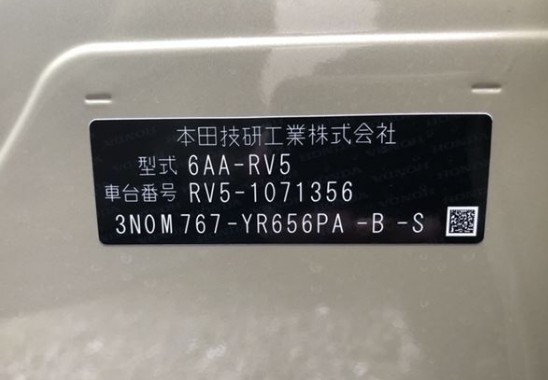 本田技研工業株式会社
型式 6AA-RV5
車台番号 RV5-1071356
3N0M767-YR656PA -B -S